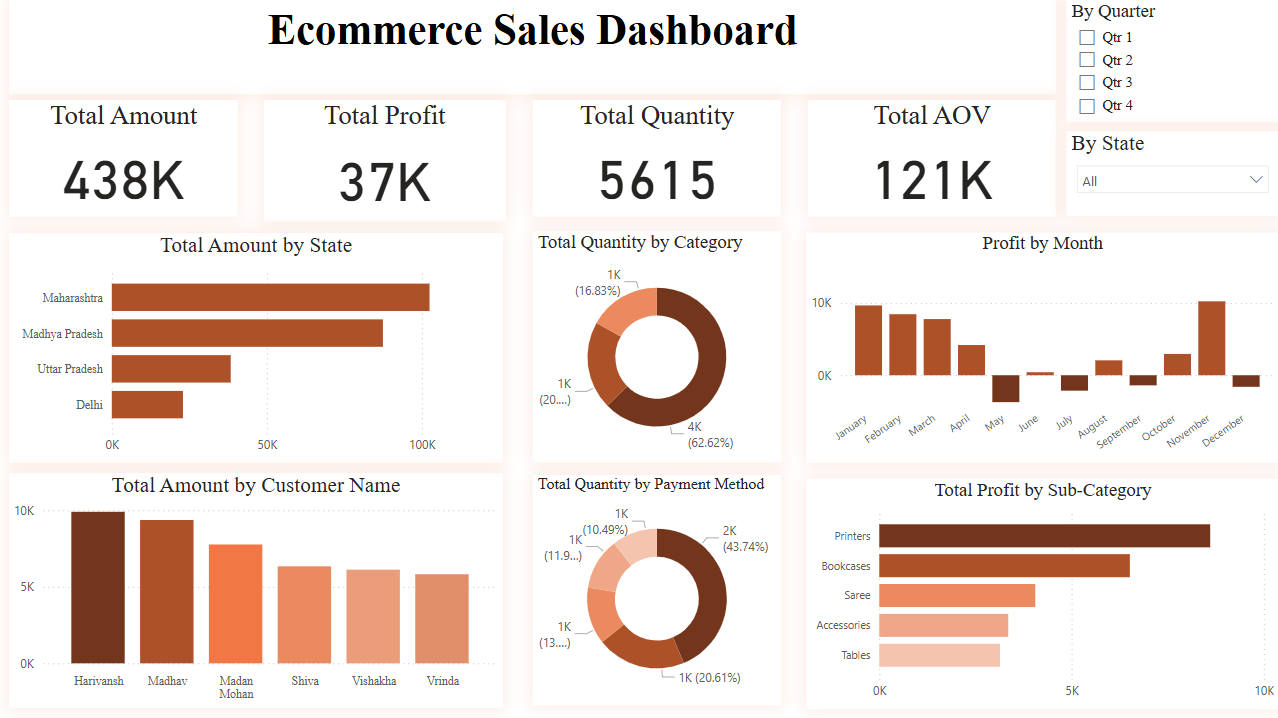 Ecommerce Sales Dashboard
By Quarter
Qtr 1
Qtr 2
Qtr 3
Qtr 4
By State
All
Total Amount
438K
Total Profit
37K
Total Quantity
5615
Total AOV
121K
Total Amount by State
Maharashtra
Madhya Pradesh
Uttar Pradesh
Delhi
0K 50K 100K
Total Quantity by Category
1K
(16.83%)
1K
(20....)
4K
(62.62%)
Profit by Month
10K
0K
January February March April May June July August September October November December
Total Amount by Customer Name
10K
5K
0K
Harivansh Madhav Madan Shiva Vishakha Vrinda
Mohan
Total Quantity by Payment Method
1K
(10.49%)
1K
(11.9...)
1K
(13....)
2K
(43.74%)
1K (20.61%)
Total Profit by Sub-Category
Printers
Bookcases
Saree
Accessories
Tables
0K 5K 10K